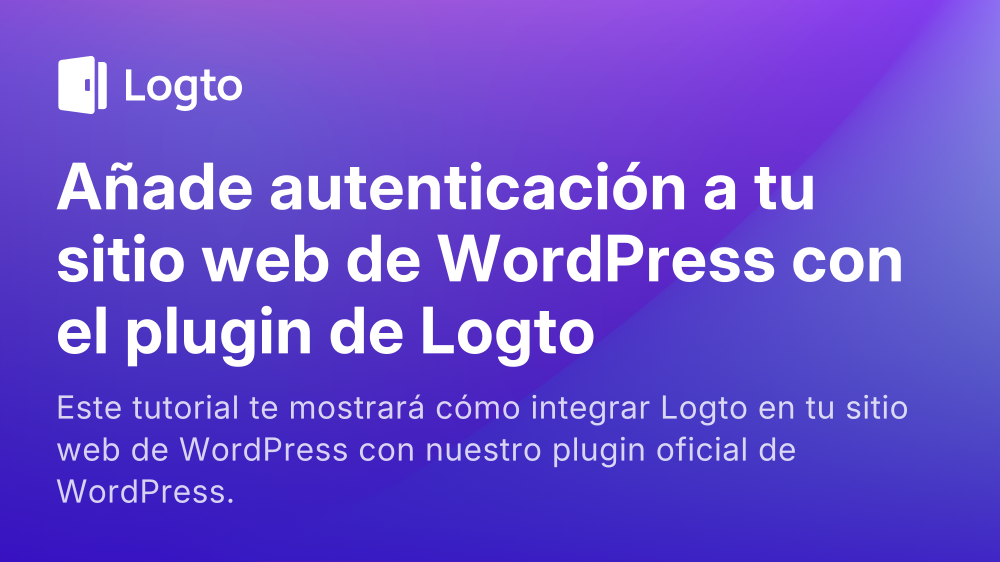 Logto
Añade autenticación a tu
sitio web de WordPress con
el plugin de Logto
Este tutorial te mostrará cómo integrar Logto en tu sitio
web de WordPress con nuestro plugin oficial de
WordPress.